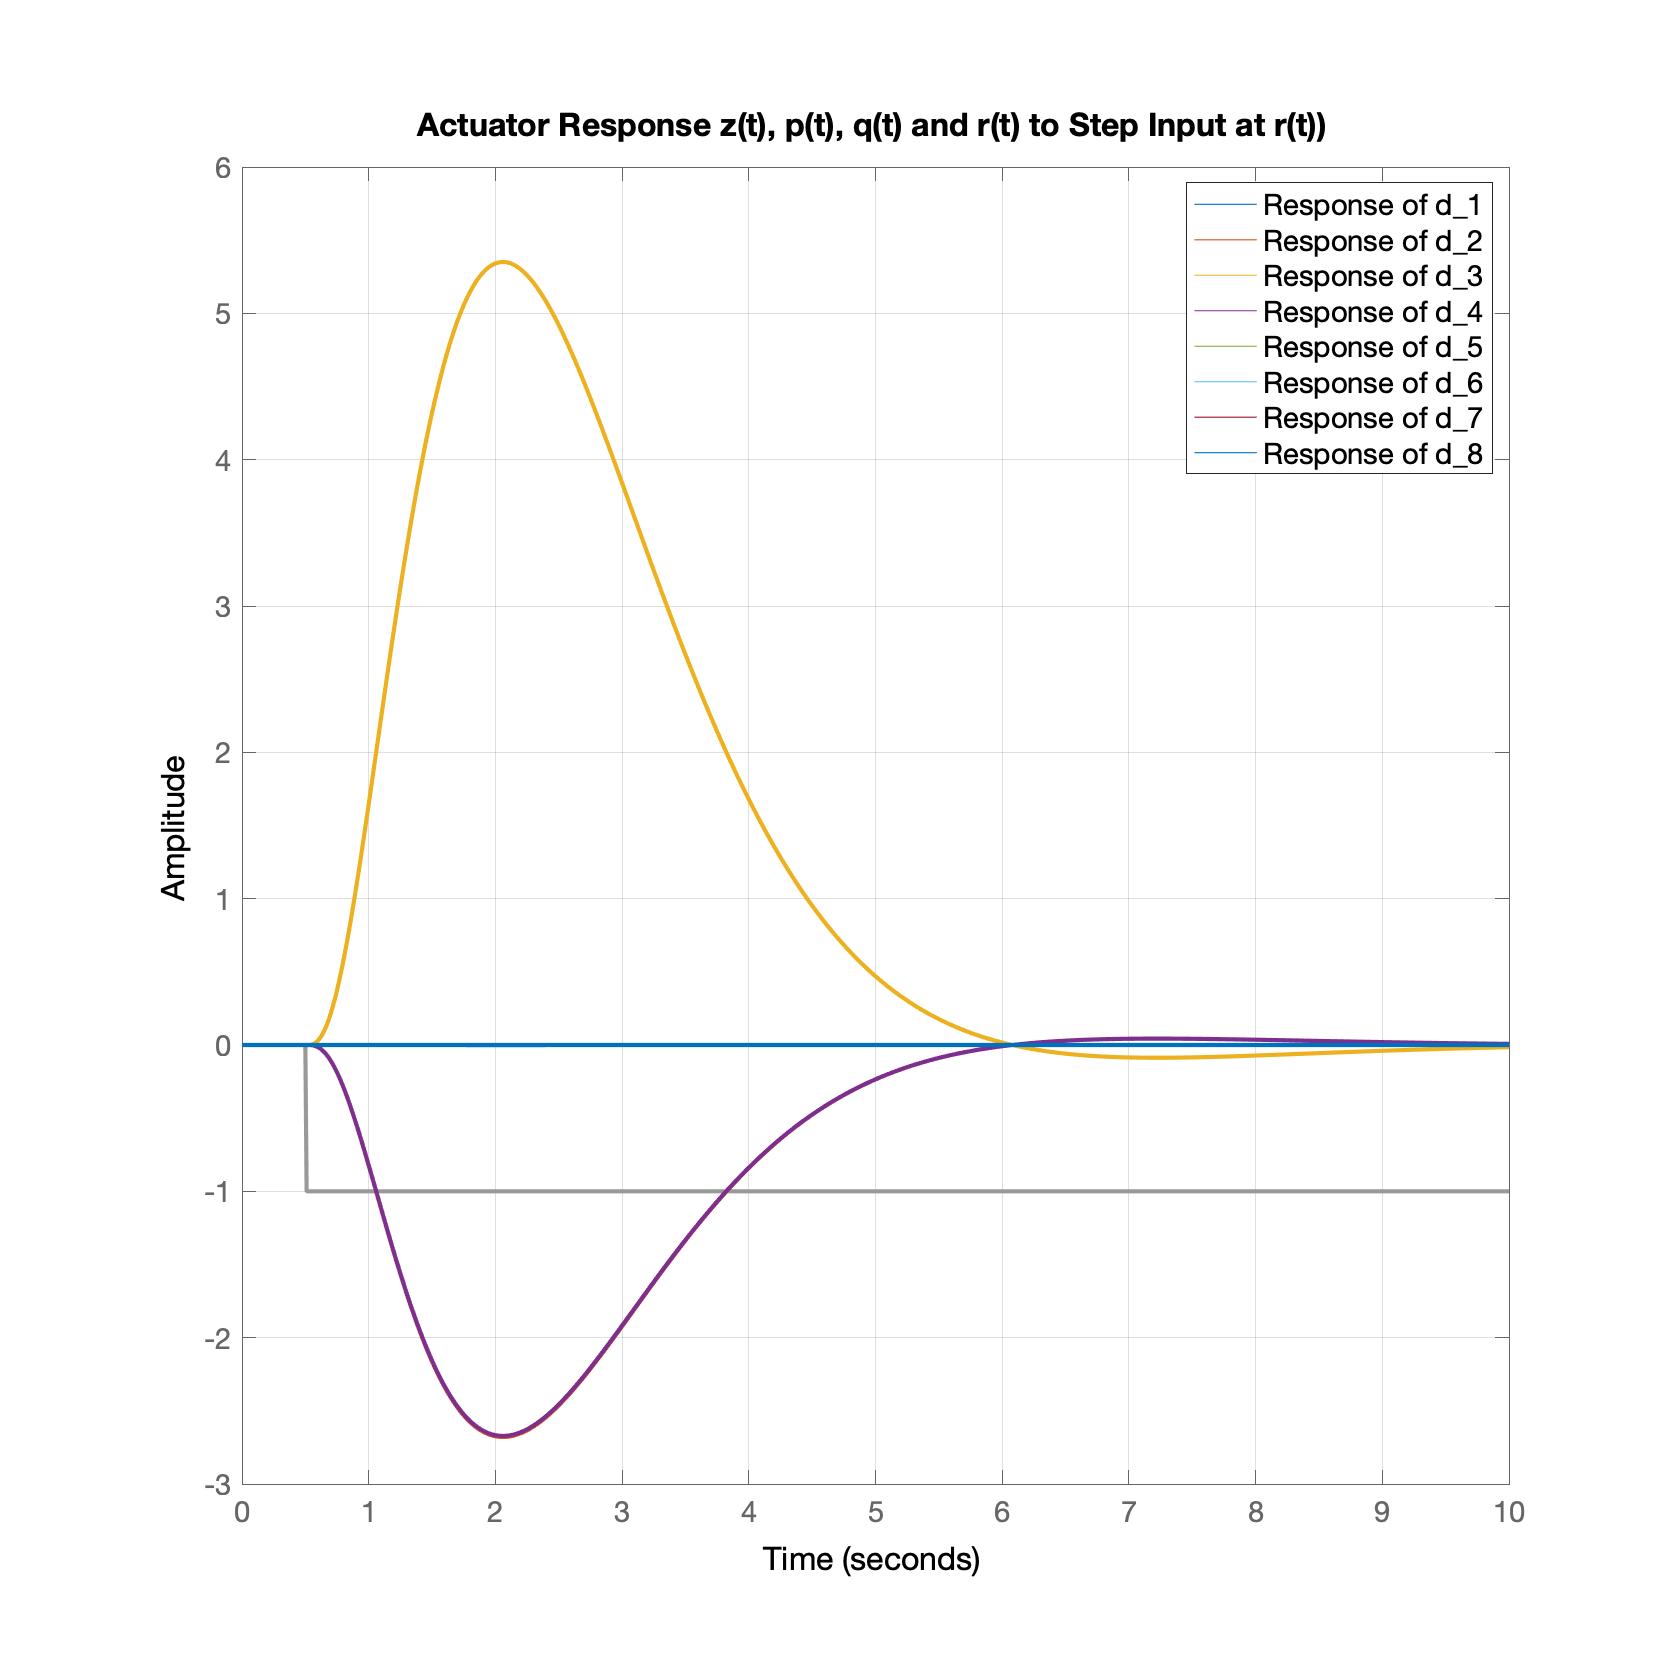 Actuator Response z(t), p(t), q(t) and r(t) to Step Input at r(t))
6
5
4
3
2
1
0
-1
-2
-3
Amplitude
Response of d_1
Response of d_2
Response of d_3
Response of d_4
Response of d_5
Response of d_6
Response of d_7
Response of d_8
0 1 2 3 4 5 6 7 8 9 10
Time (seconds)